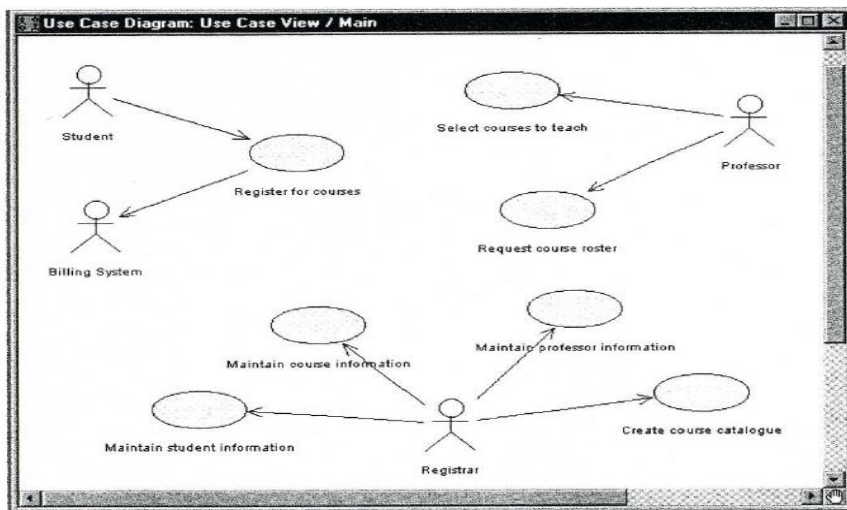 Use Case Diagram: Use Case View / Main
Student
Select courses to teach
Professor
Register for courses
Request course roster
Billing System
Maintain course information
Maintain professor information
Maintain student information
Create course catalogue
Registrar